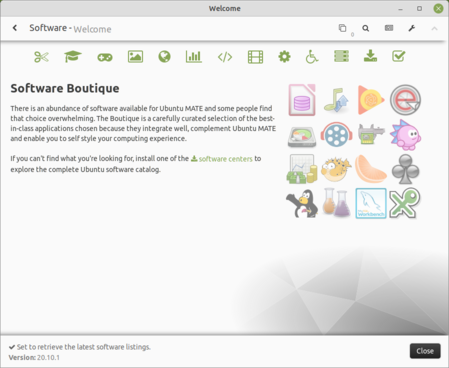 Welcome
Software - Welcome
0
Software Boutique
There is an abundance of software available for Ubuntu MATE and some people find
that choice overwhelming. The Boutique is a carefully curated selection of the best-
in-class applications chosen because they integrate well, complement Ubuntu MATE
and enable you to self style your computing experience.
If you can't find what you're looking for, install one of the software centers to
explore the complete Ubuntu software catalog.
workbench
Set to retrieve the latest software listings.
Version: 20.10.1
Close